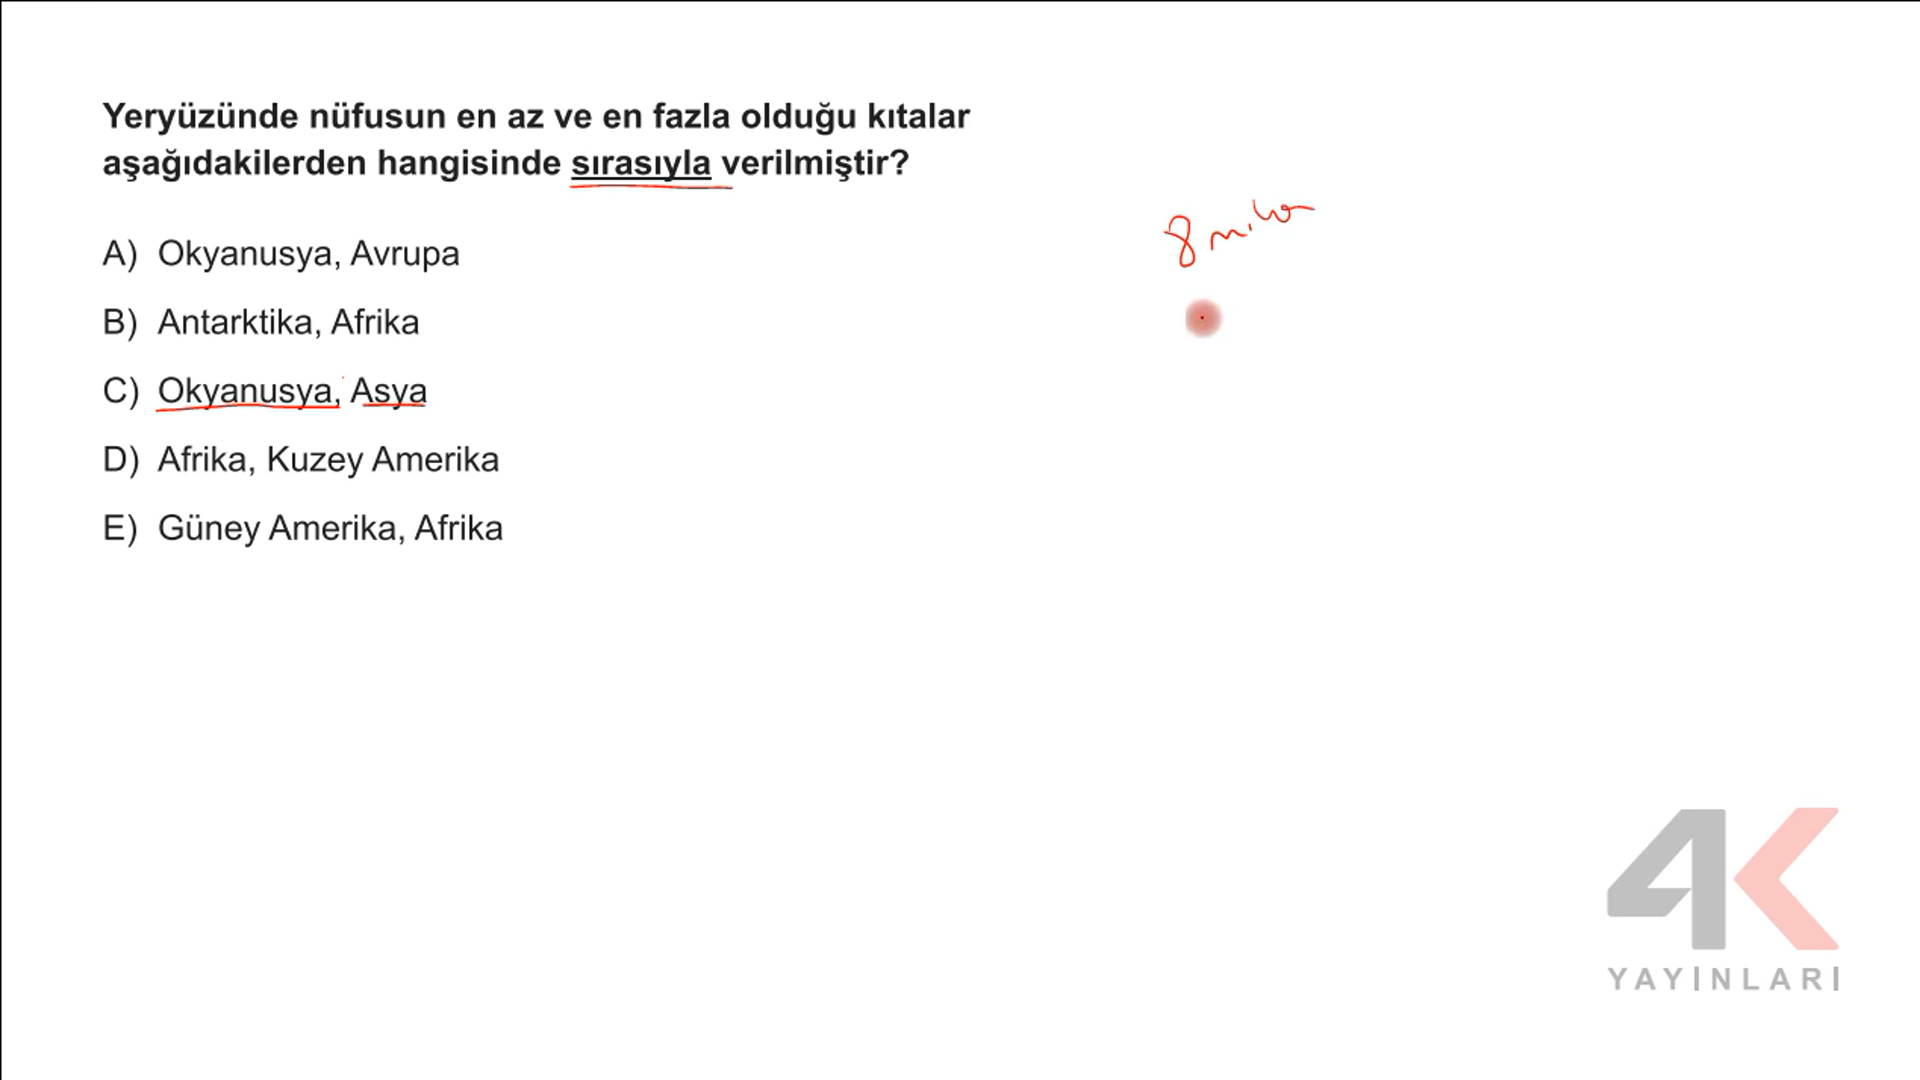 Yeryüzünde nüfusun en az ve en fazla olduğu kıtalar
aşağıdakilerden hangisinde sırasıyla verilmiştir?
A) Okyanusya, Avrupa
B) Antarktika, Afrika
C) Okyanusya, Asya
D) Afrika, Kuzey Amerika
E) Güney Amerika, Afrika
8
4K
YAYINLARI